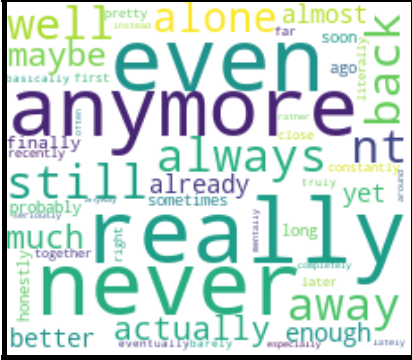 well
pretty
instead
alone
almost
far
soon
back
maybe
even
ago
literally
basically
first
anymore
often
rather
close
nt
finally
recently
always
constantly
still
already
truly
around
yet
probably
anyway
sometimes
seriously
really
much
together
right
mentally
long
completely
honestly
never
later
away
better
actually
enough
eventually
barely
especially
lately